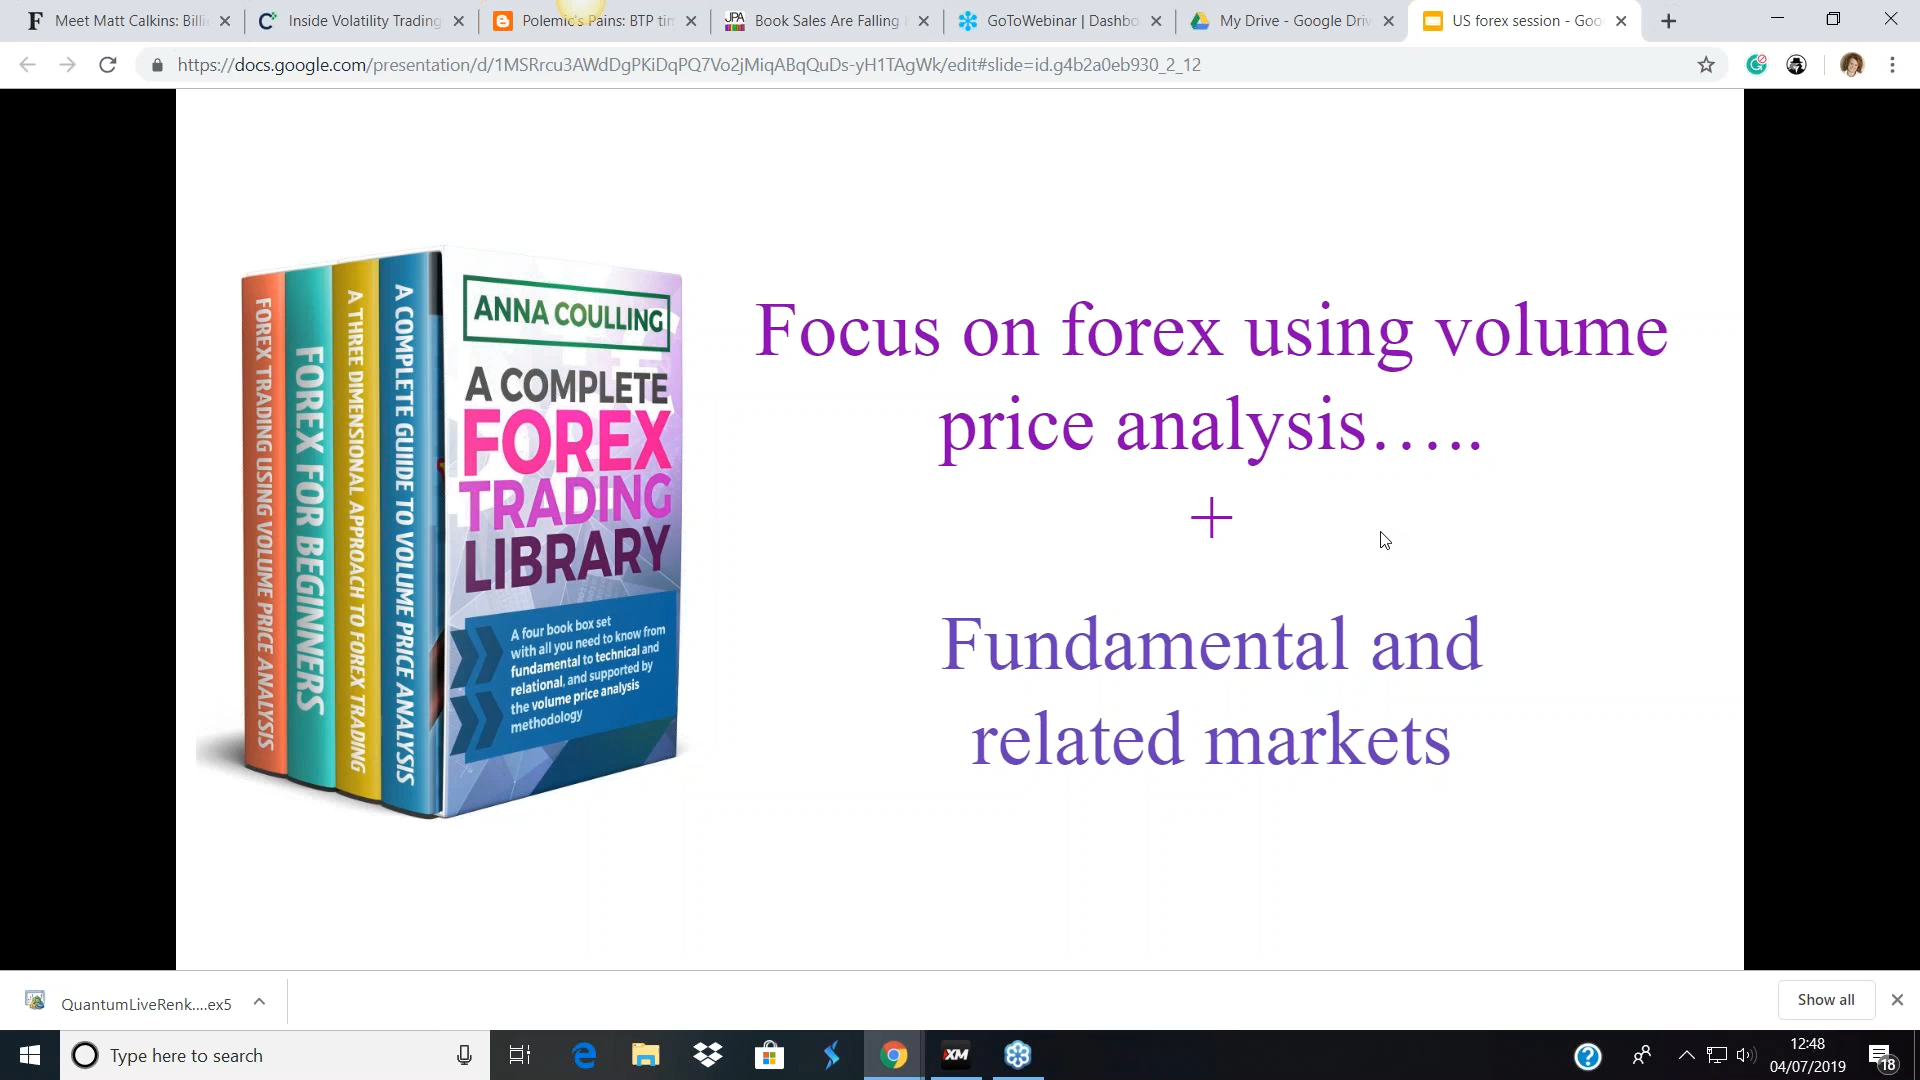 Meet Matt Calkins: Billi
Inside Volatility Trading
Polemic's Pains: BTP tim
JPA
Book Sales Are Falling
GoToWebinar | Dashbo
My Drive - Google Driv
US forex session - Goo
https://docs.google.com/presentation/d/1MSRrcu3AWdDgPKiDqPQ7Vo2jMiqABqQuDs-yH1TAgWk/edit#slide=id.g4b2a0eb930_2_12
FOREX TRADING USING VOLUME PRICE ANALYSIS
FOREX FOR BEGINNERS
A THREE DIMENSIONAL APPROACH TO FOREX TRADING
A COMPLETE GUIDE TO VOLUME PRICE ANALYSIS
ANNA COULLING
A COMPLETE
FOREX
TRADING
LIBRARY
A four book box set
with all you need to know from
fundamental to technical and
relational, and supported by
the volume price analysis
methodology
Focus on forex using volume
price analysis…..
+
Fundamental and
related markets
QuantumLiveRenk....ex5
Show all
Type here to search
XM
12:48
04/07/2019
18